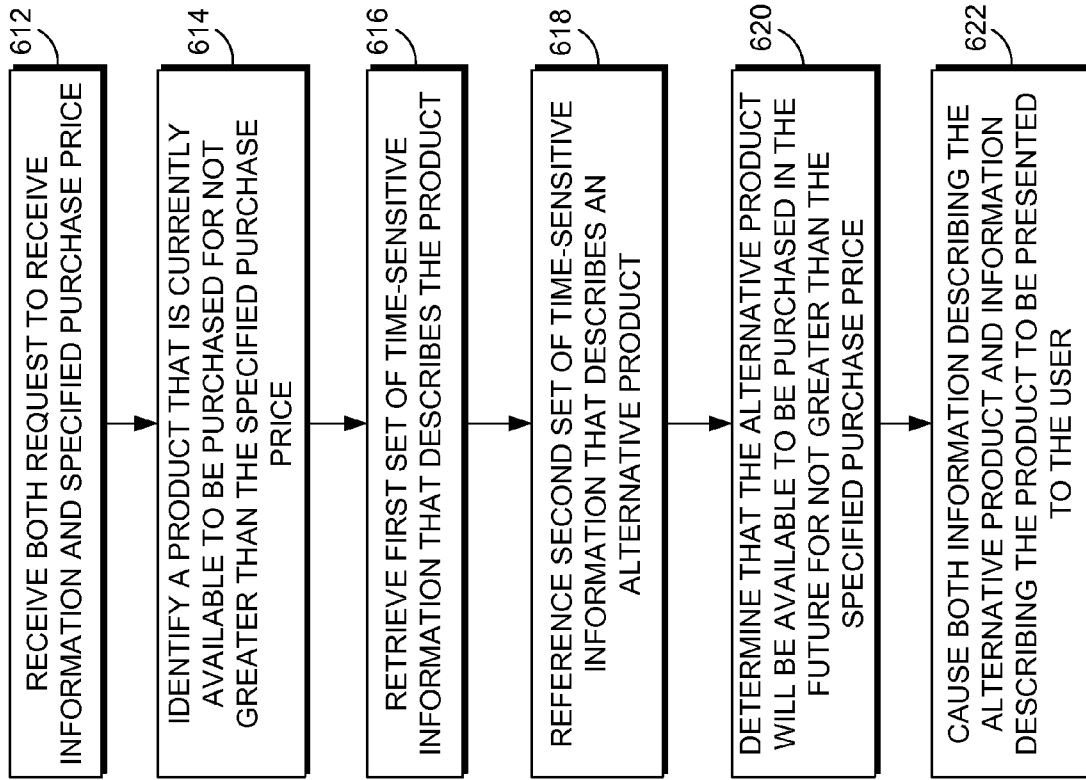 RECEIVE BOTH REQUEST TO RECEIVE
INFORMATION AND SPECIFIED PURCHASE PRICE
612
IDENTIFY A PRODUCT THAT IS CURRENTLY
AVAILABLE TO BE PURCHASED FOR NOT
GREATER THAN THE SPECIFIED PURCHASE
PRICE
614
RETRIEVE FIRST SET OF TIME-SENSITIVE
INFORMATION THAT DESCRIBES THE PRODUCT
616
REFERENCE SECOND SET OF TIME-SENSITIVE
INFORMATION THAT DESCRIBES AN
ALTERNATIVE PRODUCT
618
DETERMINE THAT THE ALTERNATIVE PRODUCT
WILL BE AVAILABLE TO BE PURCHASED IN THE
FUTURE FOR NOT GREATER THAN THE
SPECIFIED PURCHASE PRICE
620
CAUSE BOTH INFORMATION DESCRIBING THE
ALTERNATIVE PRODUCT AND INFORMATION
DESCRIBING THE PRODUCT TO BE PRESENTED
TO THE USER
622